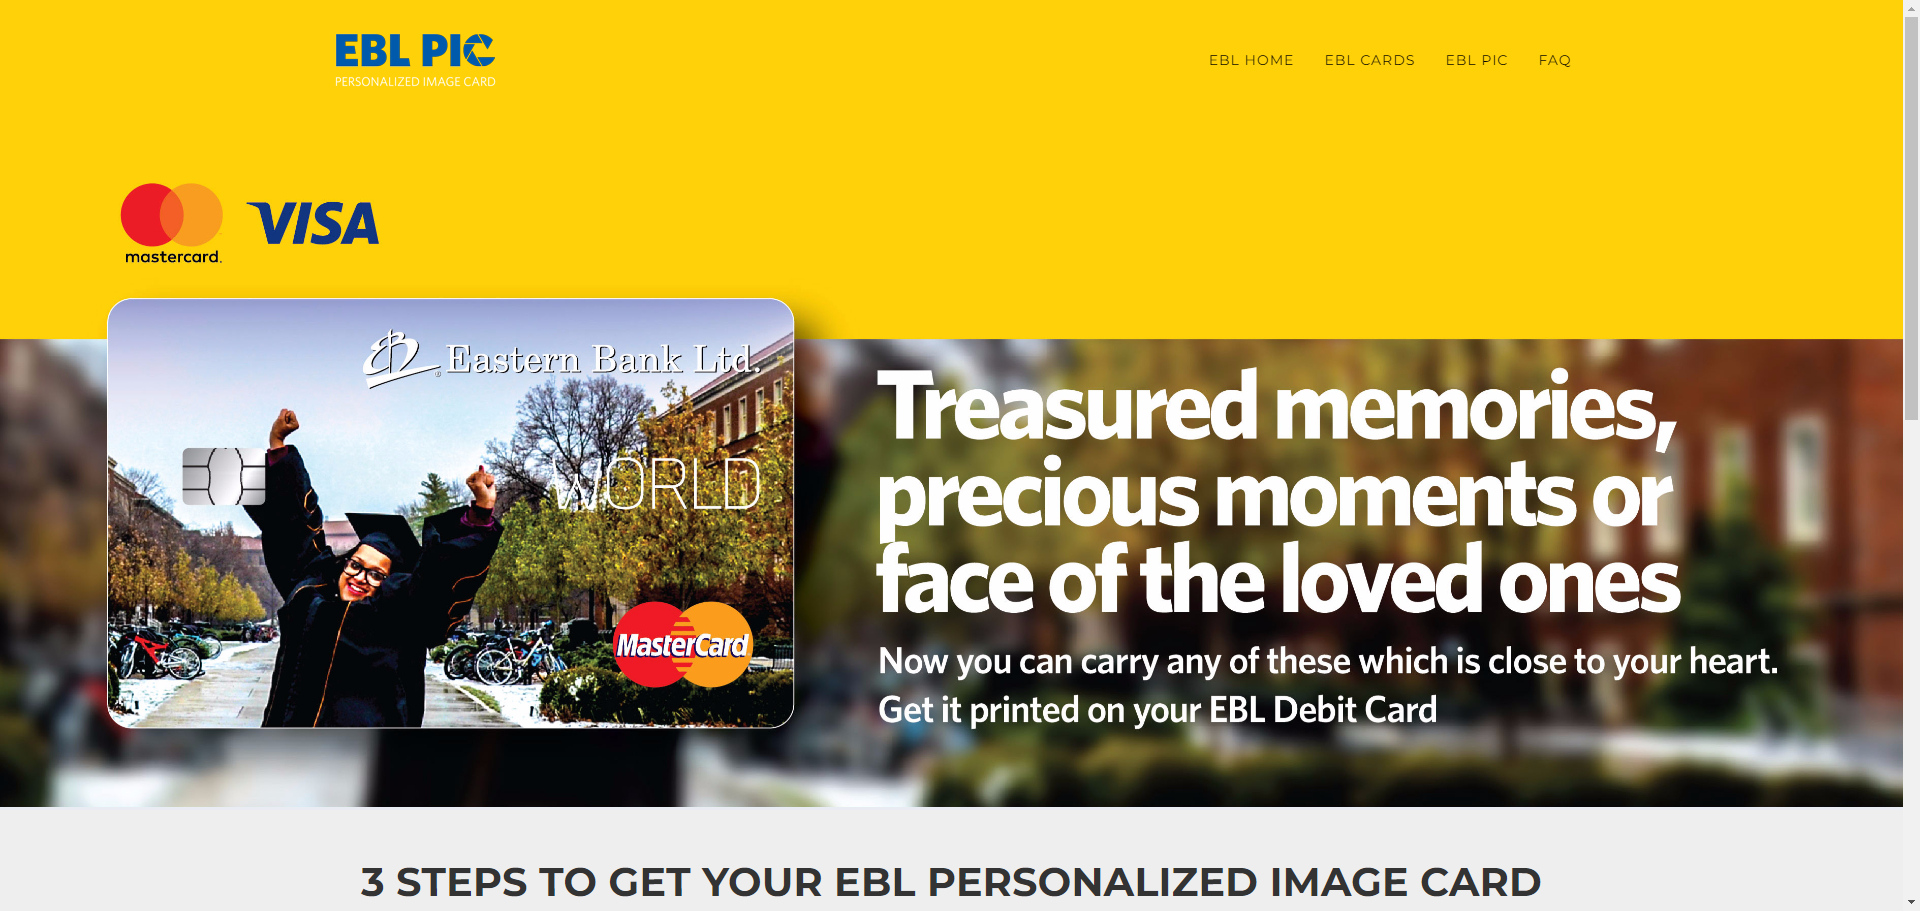 EBL PIC
PERSONALIZED IMAGE CARD
EBL HOME
EBL CARDS
EBL PIC
FAQ
mastercard.
VISA
Eastern Bank Ltd.
WORLD
MasterCard
Treasured memories,
precious moments or
face of the loved ones
Now you can carry any of these which is close to your heart.
Get it printed on your EBL Debit Card
3 STEPS TO GET YOUR EBL PERSONALIZED IMAGE CARD